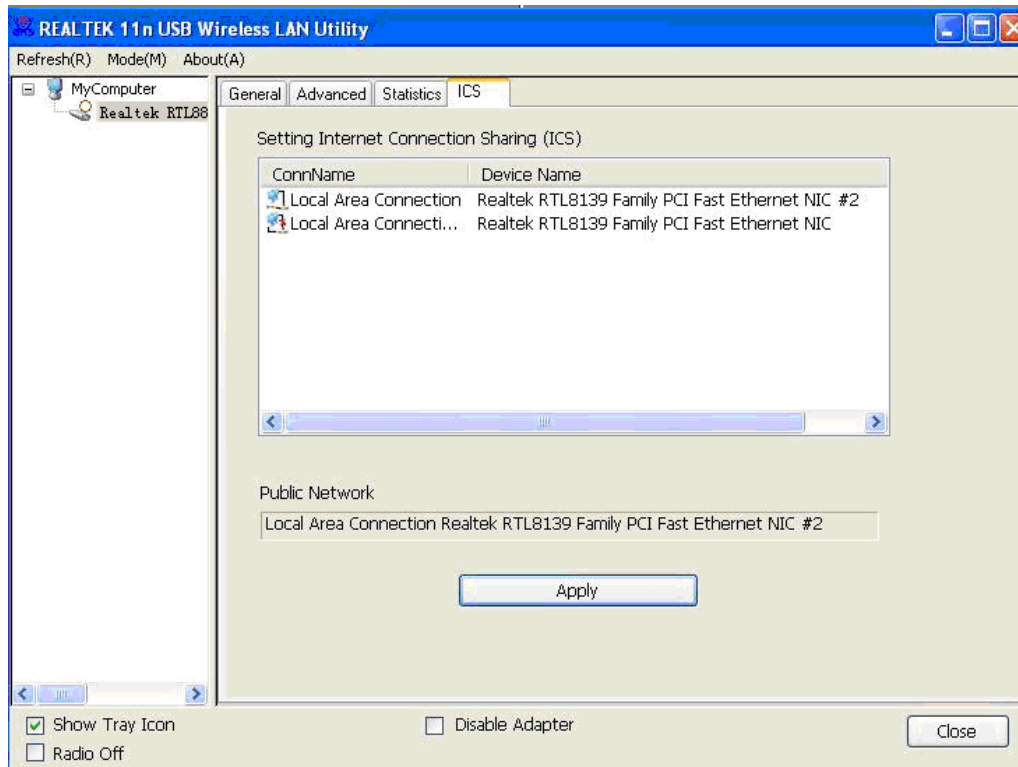 REALTEK 11n USB Wireless LAN Utility
Refresh(R) Mode(M) About(A)
MyComputer
Realtek RTL88
General Advanced Statistics ICS
Setting Internet Connection Sharing (ICS)
ConnName Device Name
Local Area Connection Realtek RTL8139 Family PCI Fast Ethernet NIC #2
Local Area Connecti... Realtek RTL8139 Family PCI Fast Ethernet NIC
Public Network
Local Area Connection Realtek RTL8139 Family PCI Fast Ethernet NIC #2
Apply
Show Tray Icon
Disable Adapter
Radio Off
Close